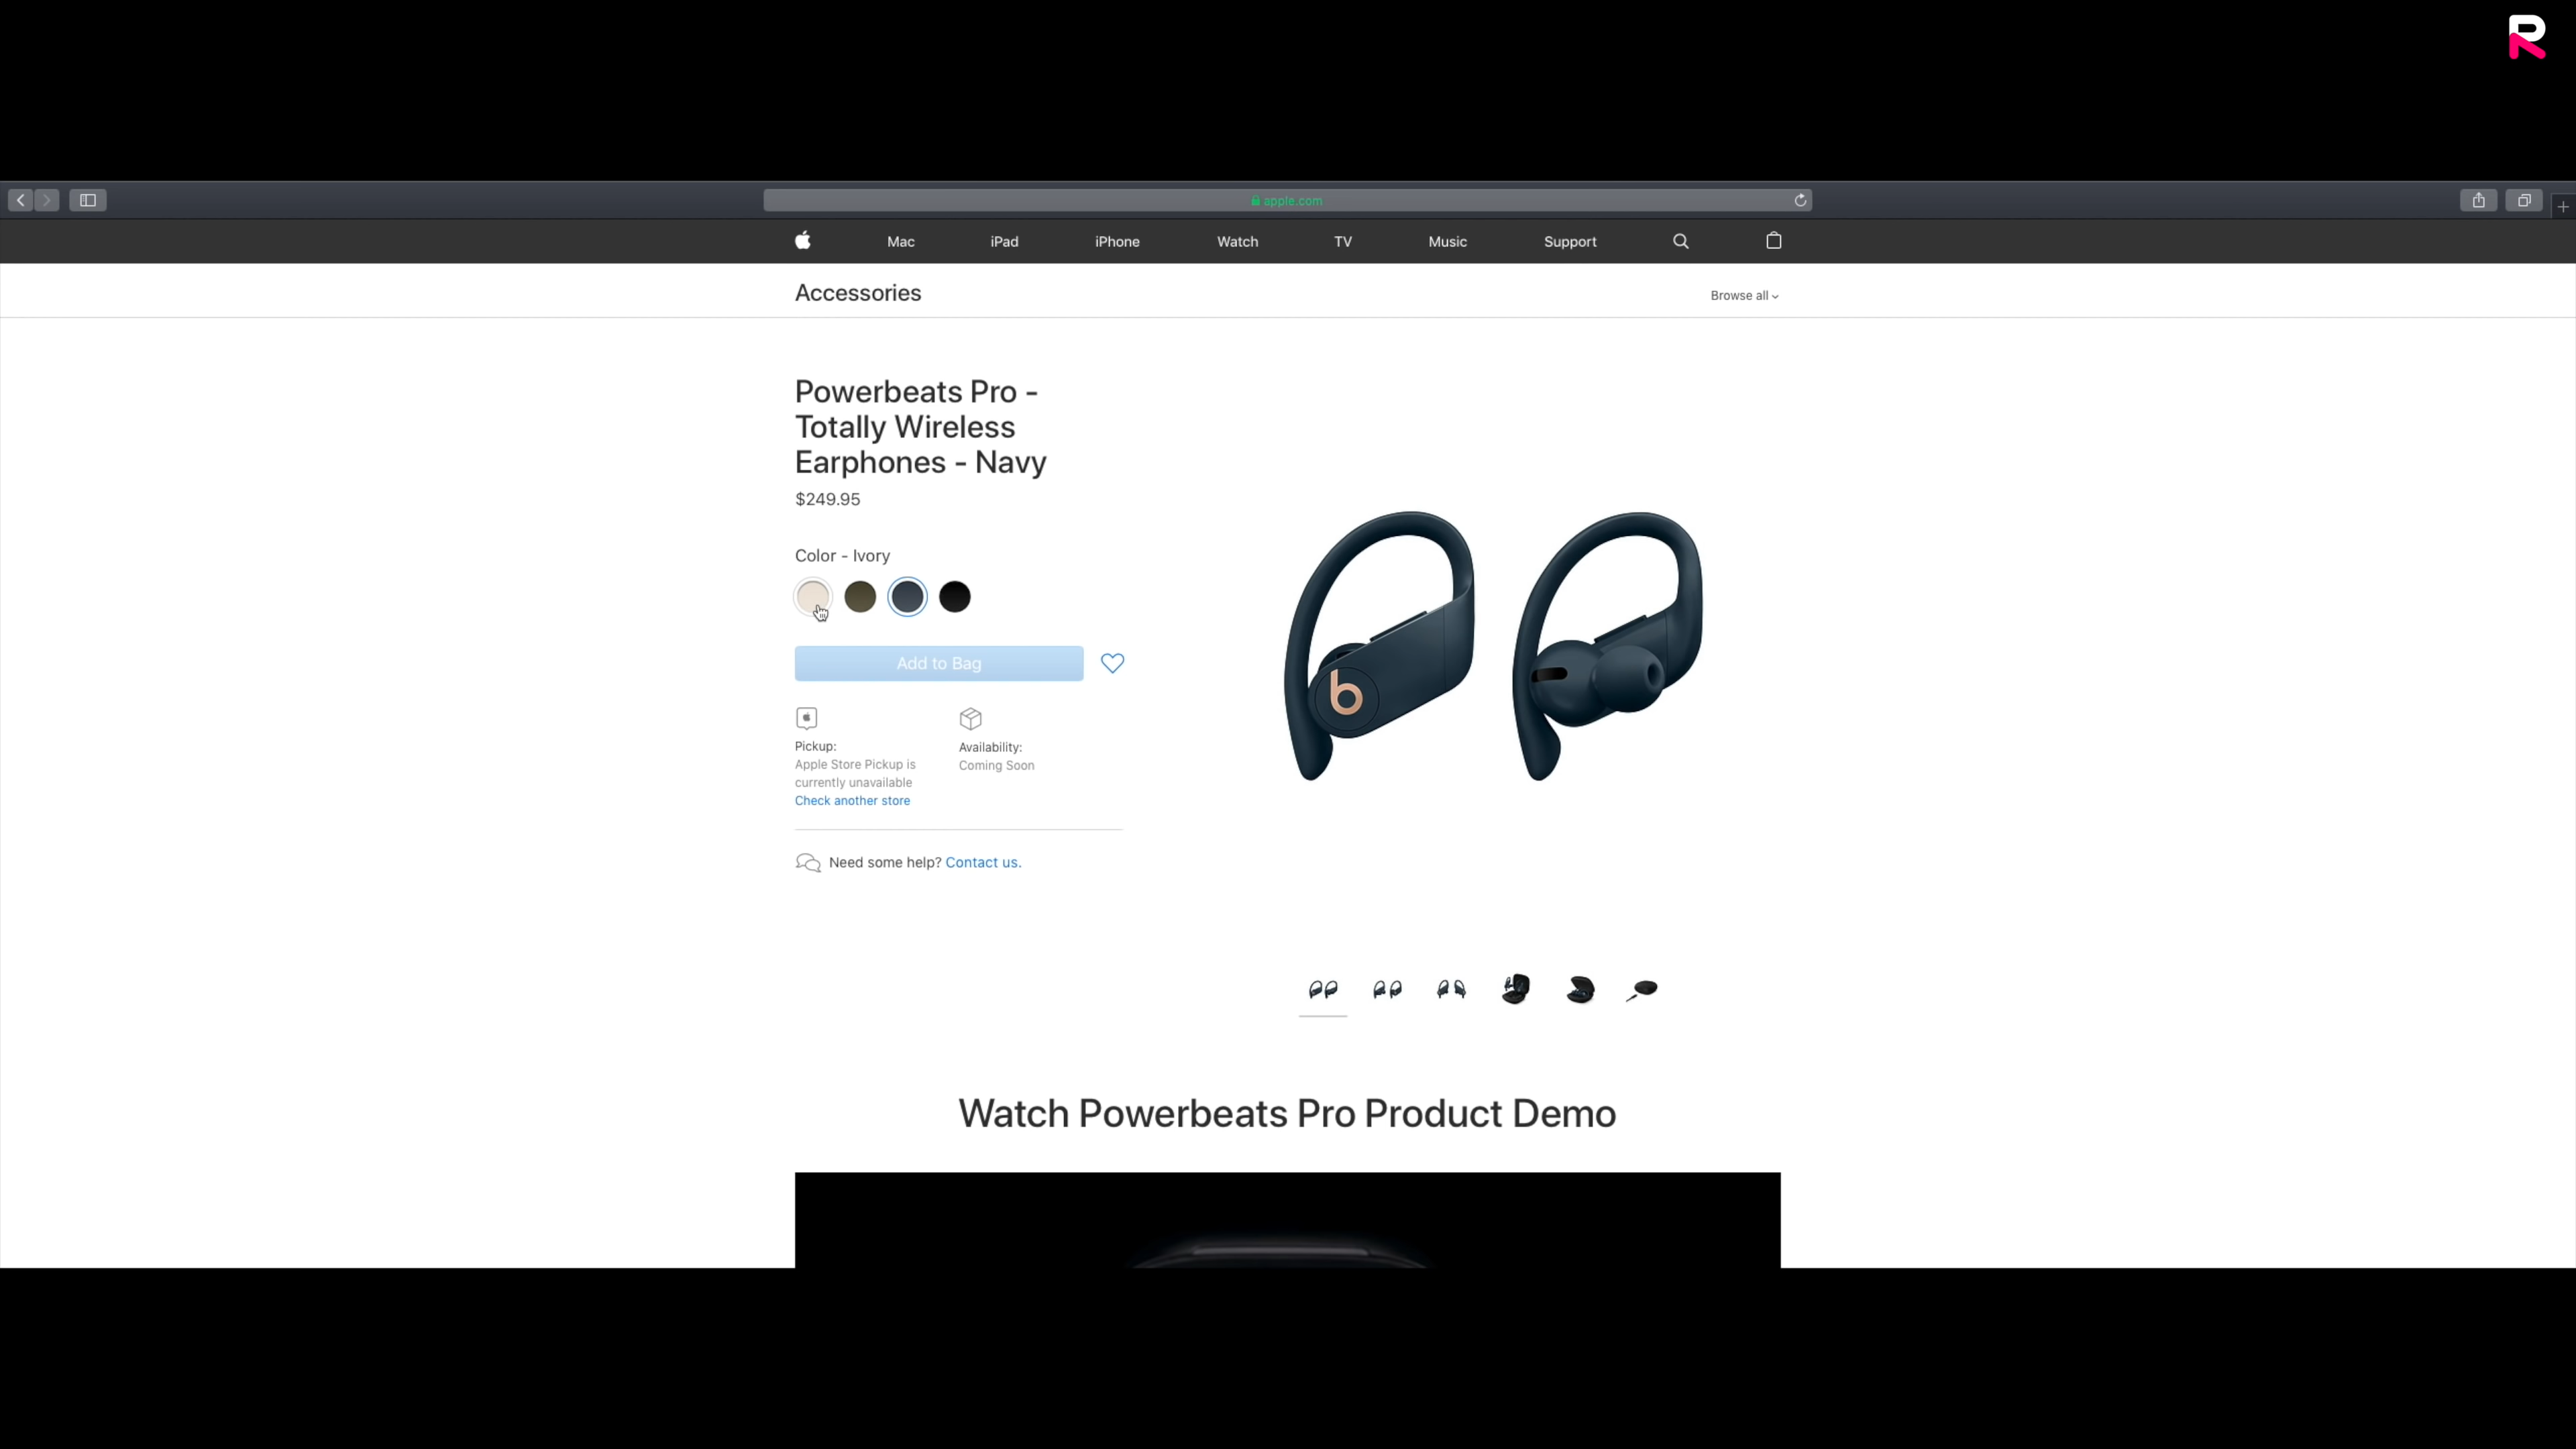 apple.com
Mac iPad iPhone Watch TV Music Support
Accessories
Browse all
Powerbeats Pro -
Totally Wireless
Earphones - Navy
$249.95
Color - Ivory
Add to Bag
Pickup:
Apple Store Pickup is
currently unavailable
Check another store
Availability:
Coming Soon
Need some help? Contact us.
b
Watch Powerbeats Pro Product Demo